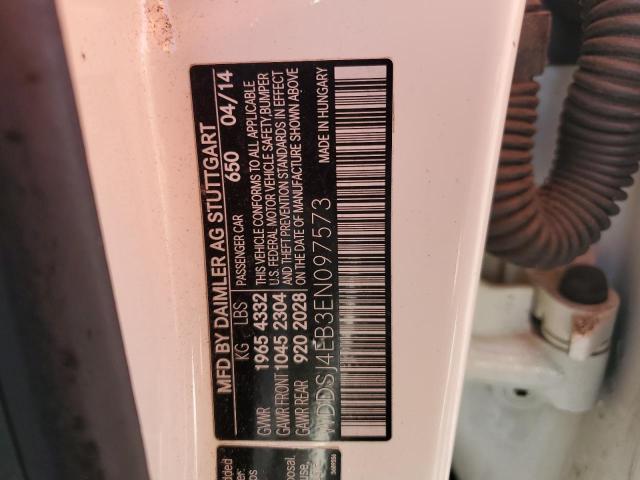 MFD BY DAIMLER AG STUTTGART
KG LBS PASSENGER CAR 650 04/14
GVWR 1965 4332 THIS VEHICLE CONFORMS TO ALL APPLICABLE
U.S. FEDERAL MOTOR VEHICLE SAFETY, BUMPER
GAWR FRONT 1045 2304 AND THEFT PREVENTION STANDARDS IN EFFECT
GAWR REAR 920 2028 ON THE DATE OF MANUFACTURE SHOWN ABOVE
MADE IN HUNGARY
WDDSJ4EB3EN097573